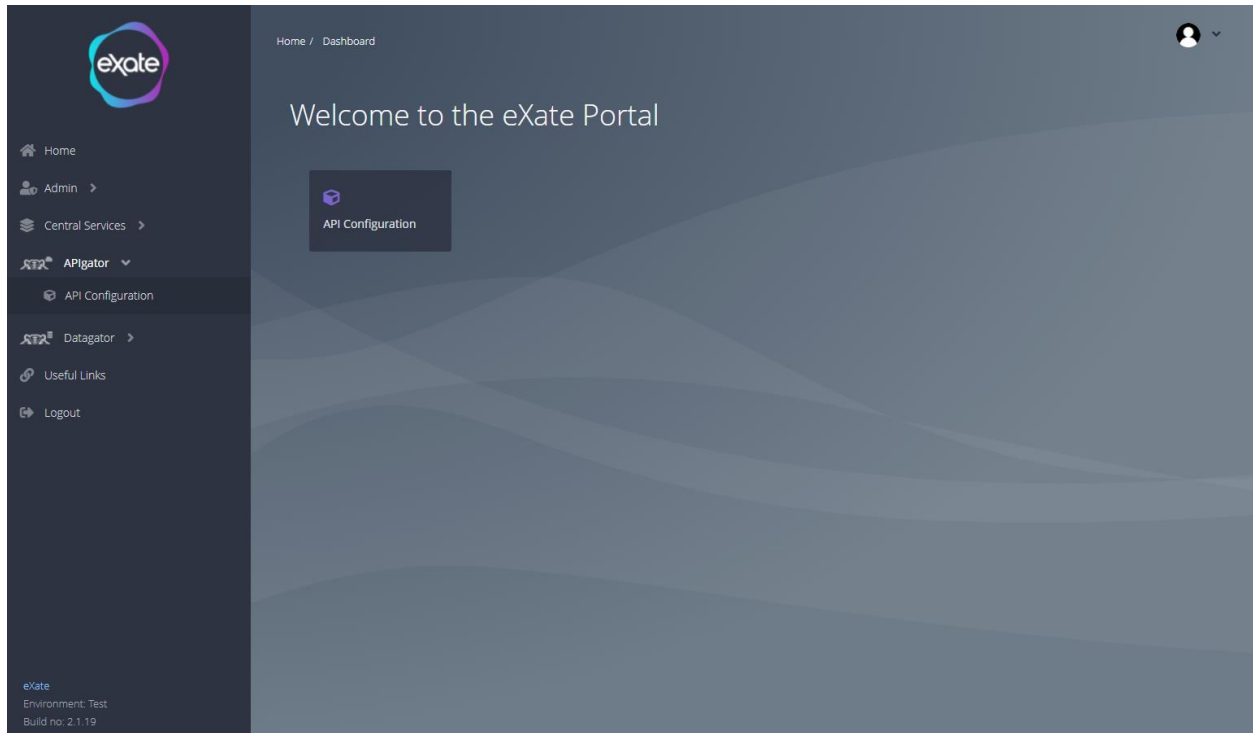 exate
Home / Dashboard
Welcome to the eXate Portal
Home
Admin
Central Services
APIgator
API Configuration
Datagator
Useful Links
Logout
API Configuration
eXate
Environment: Test
Build no: 2.1.19